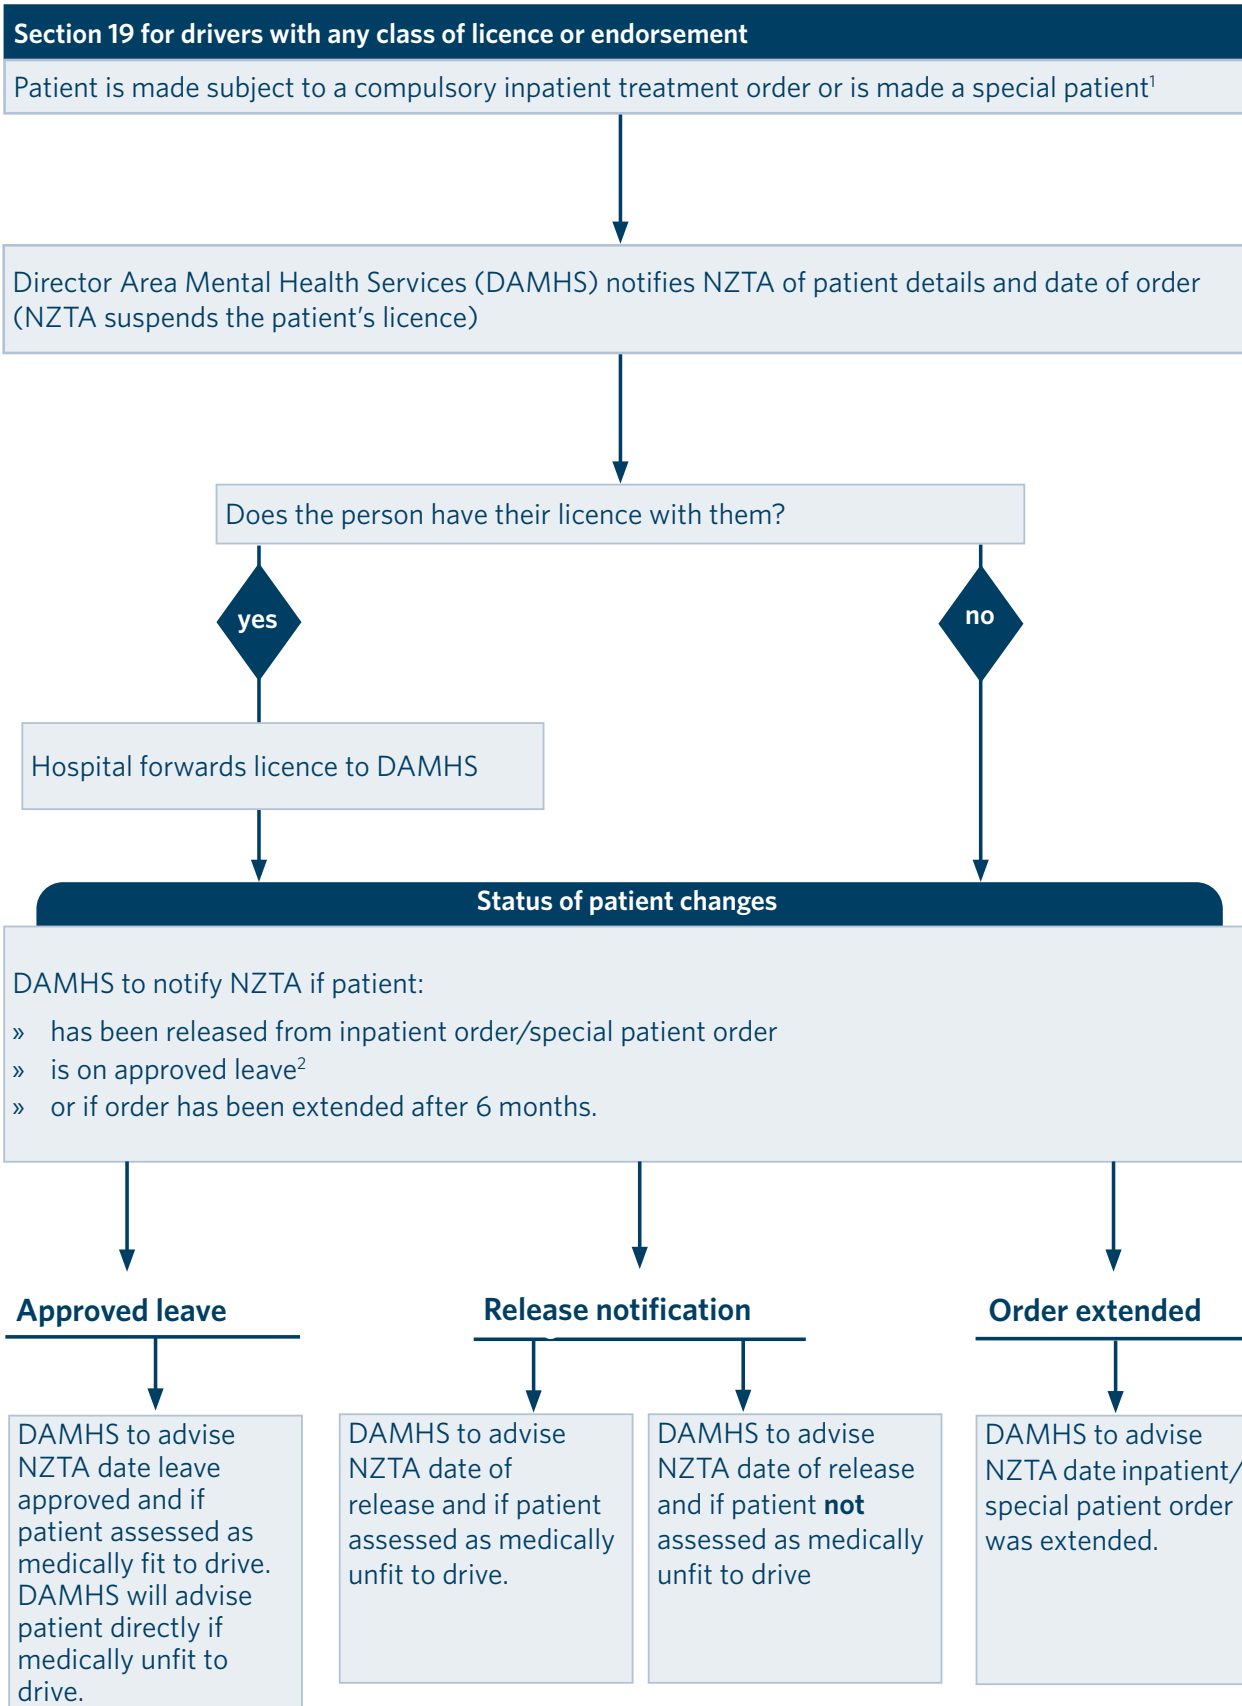 Section 19 for drivers with any class of licence or endorsement
Patient is made subject to a compulsory inpatient treatment order or is made a special patient¹
Director Area Mental Health Services (DAMHS) notifies NZTA of patient details and date of order
(NZTA suspends the patient’s licence)
Does the person have their licence with them?
yes
no
Hospital forwards licence to DAMHS
Status of patient changes
DAMHS to notify NZTA if patient:
» has been released from inpatient order/special patient order
» is on approved leave²
» or if order has been extended after 6 months.
Approved leave
DAMHS to advise
NZTA date leave
approved and if
patient assessed as
medically fit to drive.
DAMHS will advise
patient directly if
medically unfit to
drive.
Release notification
DAMHS to advise
NZTA date of
release and if patient
assessed as medically
unfit to drive.
DAMHS to advise
NZTA date of release
and if patient not
assessed as medically
unfit to drive
Order extended
DAMHS to advise
NZTA date inpatient/
special patient order
was extended.